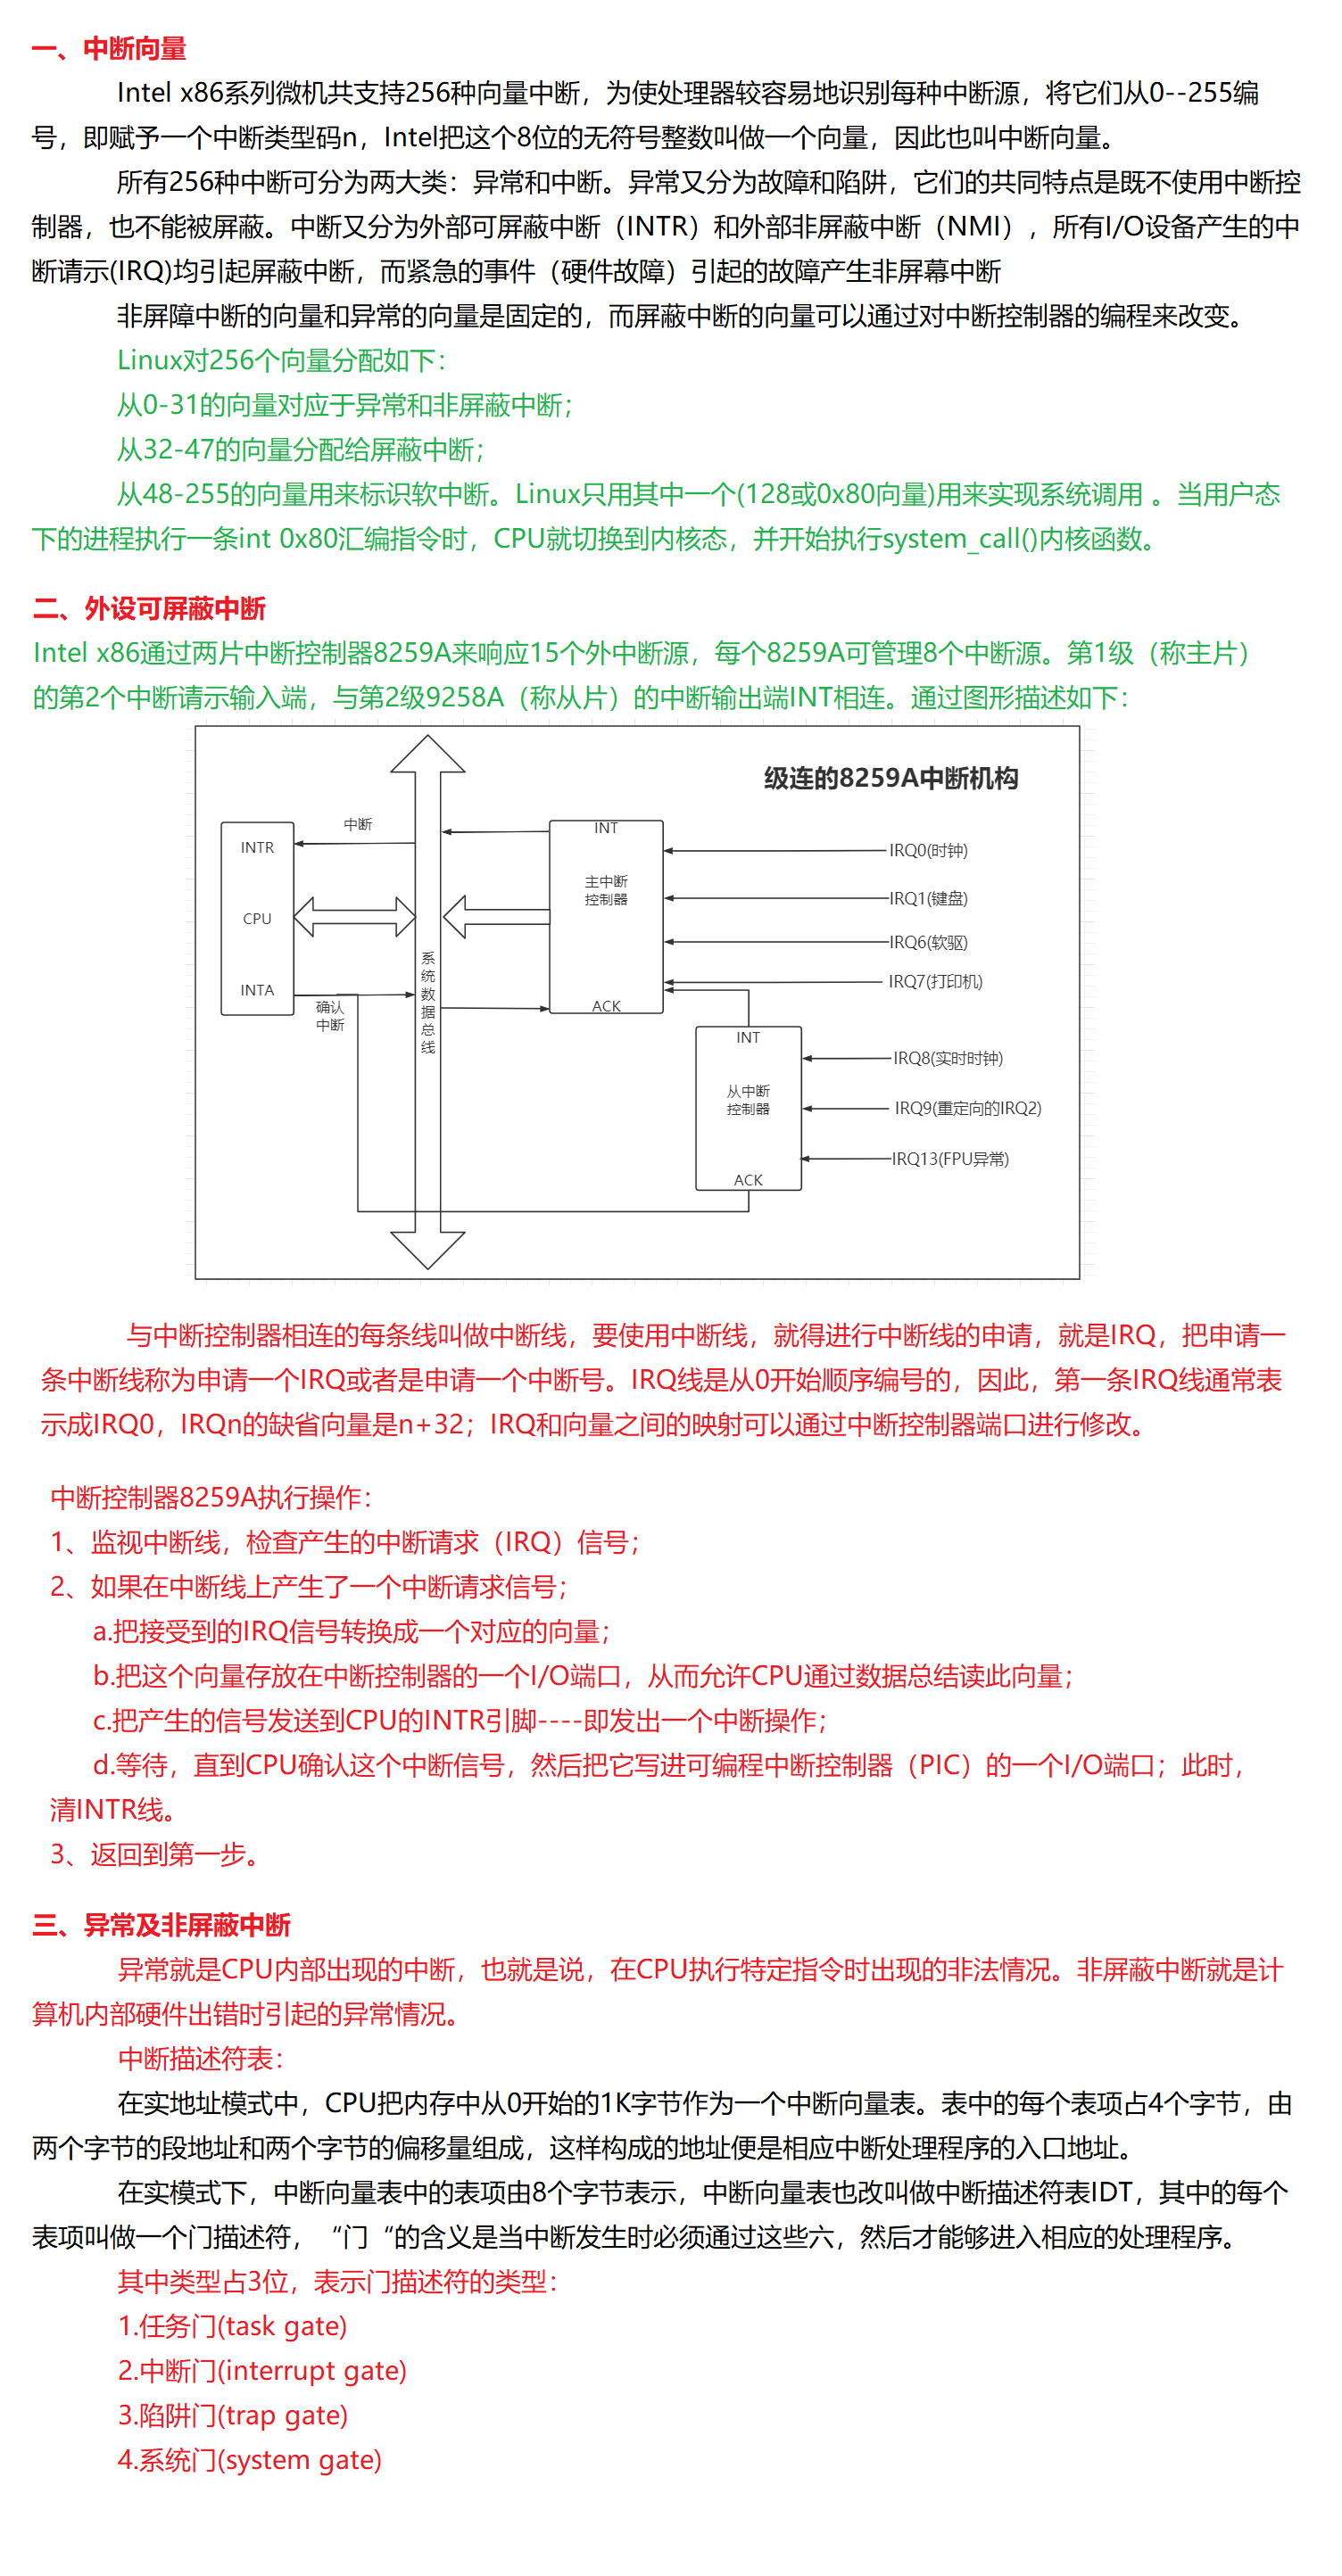 一、中断向量
Intel x86系列微机共支持256种向量中断，为使处理器较容易地识别每种中断源，将它们从0--255编
号，即赋予一个中断类型码n，Intel把这个8位的无符号整数叫做一个向量，因此也叫中断向量。
所有256种中断可分为两大类：异常和中断。异常又分为故障和陷阱，它们的共同特点是既不使用中断控
制器，也不能被屏蔽。中断又分为外部可屏蔽中断（INTR）和外部非屏蔽中断（NMI），所有I/O设备产生的中
断请示(IRQ)均引起屏蔽中断，而紧急的事件（硬件故障）引起的故障产生非屏幕中断
非屏障中断的向量和异常的向量是固定的，而屏蔽中断的向量可以通过对中断控制器的编程来改变。
Linux对256个向量分配如下：
从0-31的向量对应于异常和非屏蔽中断；
从32-47的向量分配给屏蔽中断；
从48-255的向量用来标识软中断。Linux只用其中一个(128或0x80向量)用来实现系统调用 。当用户态
下的进程执行一条int 0x80汇编指令时，CPU就切换到内核态，并开始执行system_call()内核函数。
二、外设可屏蔽中断
Intel x86通过两片中断控制器8259A来响应15个外中断源，每个8259A可管理8个中断源。第1级（称主片）
的第2个中断请示输入端，与第2级9258A（称从片）的中断输出端INT相连。通过图形描述如下：
级连的8259A中断机构
中断
INTR
CPU
INTA
确认
中断
系
统
数
据
总
线
INT
主中断
控制器
ACK
IRQ0(时钟)
IRQ1(键盘)
IRQ6(软驱)
IRQ7(打印机)
INT
从中断
控制器
ACK
IRQ8(实时时钟)
IRQ9(重定向的IRQ2)
IRQ13(FPU异常)
与中断控制器相连的每条线叫做中断线，要使用中断线，就得进行中断线的申请，就是IRQ，把申请一
条中断线称为申请一个IRQ或者是申请一个中断号。IRQ线是从0开始顺序编号的，因此，第一条IRQ线通常表
示成IRQ0，IRQn的缺省向量是n+32；IRQ和向量之间的映射可以通过中断控制器端口进行修改。
中断控制器8259A执行操作：
1、监视中断线，检查产生的中断请求（IRQ）信号；
2、如果在中断线上产生了一个中断请求信号；
a.把接受到的IRQ信号转换成一个对应的向量；
b.把这个向量存放在中断控制器的一个I/O端口，从而允许CPU通过数据总结读此向量；
c.把产生的信号发送到CPU的INTR引脚----即发出一个中断操作；
d.等待，直到CPU确认这个中断信号，然后把它写进可编程中断控制器（PIC）的一个I/O端口；此时，
清INTR线。
3、返回到第一步。
三、异常及非屏蔽中断
异常就是CPU内部出现的中断，也就是说，在CPU执行特定指令时出现的非法情况。非屏蔽中断就是计
算机内部硬件出错时引起的异常情况。
中断描述符表：
在实地址模式中，CPU把内存中从0开始的1K字节作为一个中断向量表。表中的每个表项占4个字节，由
两个字节的段地址和两个字节的偏移量组成，这样构成的地址便是相应中断处理程序的入口地址。
在实模式下，中断向量表中的表项由8个字节表示，中断向量表也改叫做中断描述符表IDT，其中的每个
表项叫做一个门描述符，“门“的含义是当中断发生时必须通过这些六，然后才能够进入相应的处理程序。
其中类型占3位，表示门描述符的类型：
1.任务门(task gate)
2.中断门(interrupt gate)
3.陷阱门(trap gate)
4.系统门(system gate)